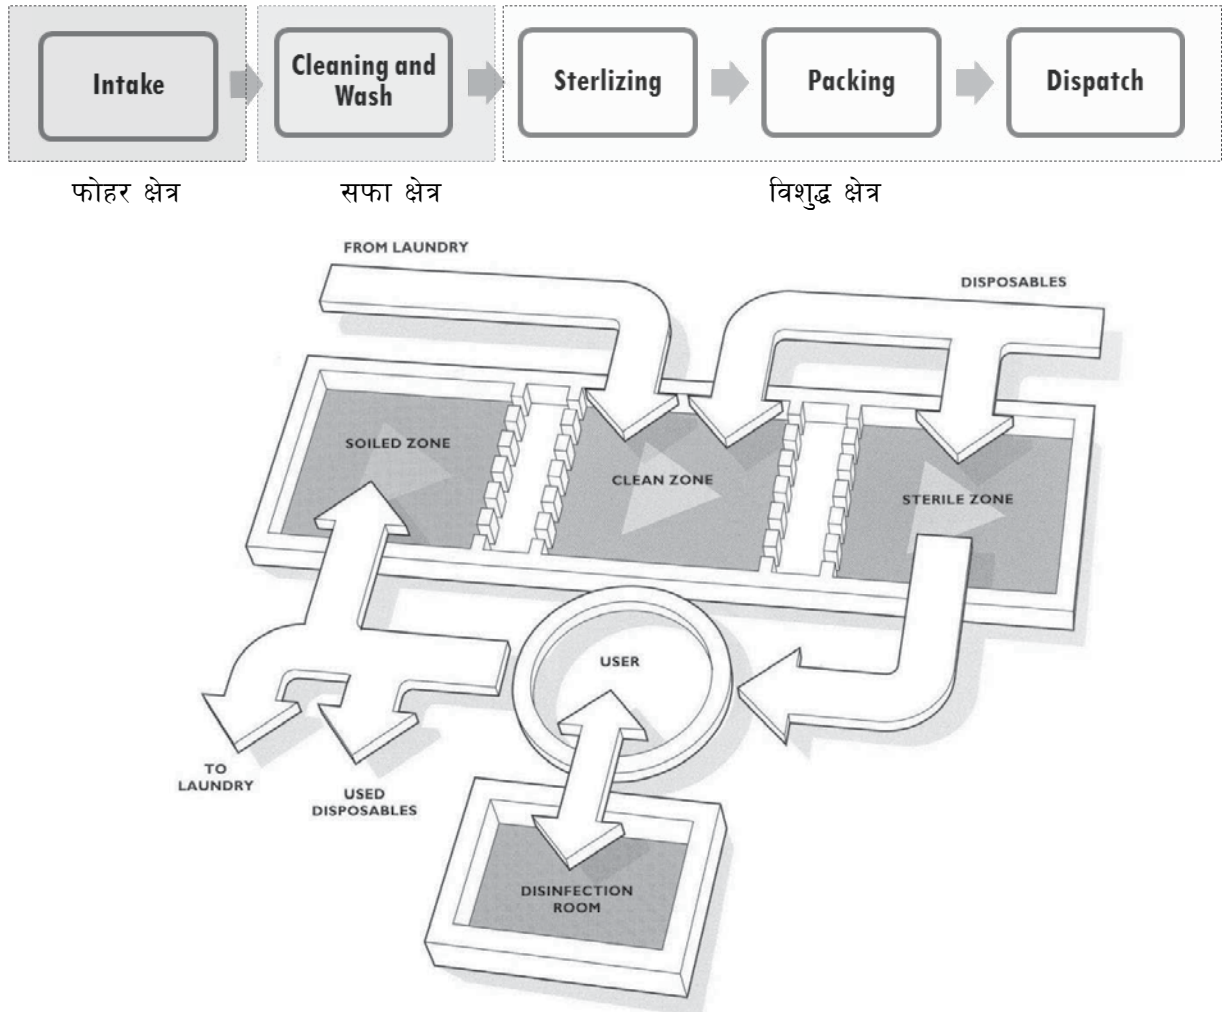 Intake
Cleaning and
Wash
Sterlizing
Packing
Dispatch
फोहर क्षेत्र
सफा क्षेत्र
विशुद्ध क्षेत्र
FROM LAUNDRY
DISPOSABLES
SOILED ZONE
CLEAN ZONE
STERILE ZONE
USER
TO
LAUNDRY
USED
DISPOSABLES
DISINFECTION
ROOM